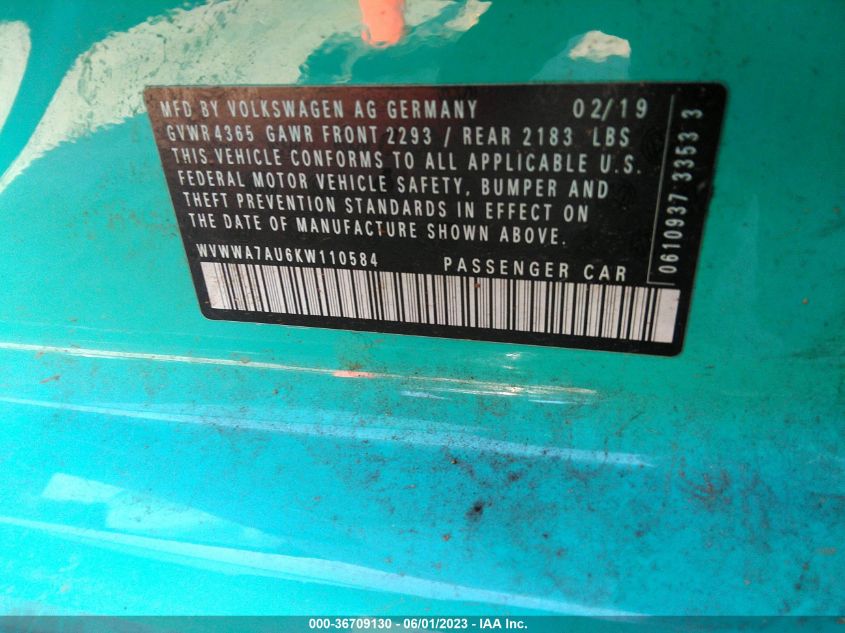 MFD BY VOLKSWAGEN AG GERMANY 02/19
GVWR 4365 GAWR FRONT 2293 / REAR 2183 LBS
THIS VEHICLE CONFORMS TO ALL APPLICABLE U.S.
FEDERAL MOTOR VEHICLE SAFETY, BUMPER AND
THEFT PREVENTION STANDARDS IN EFFECT ON
THE DATE OF MANUFACTURE SHOWN ABOVE.
WVWWA7AU6KW110584 PASSENGER CAR
0610937 3353 3
000-36709130 - 06/01/2023 - IAA Inc.